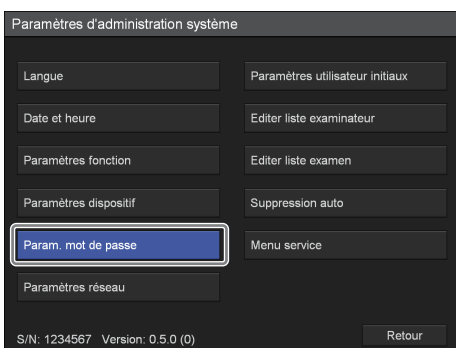 Paramètres d'administration système
Langue
Paramètres utilisateur initiaux
Date et heure
Editer liste examinateur
Paramètres fonction
Editer liste examen
Paramètres dispositif
Suppression auto
Param. mot de passe
Menu service
Paramètres réseau
S/N: 1234567 Version: 0.5.0 (0)
Retour